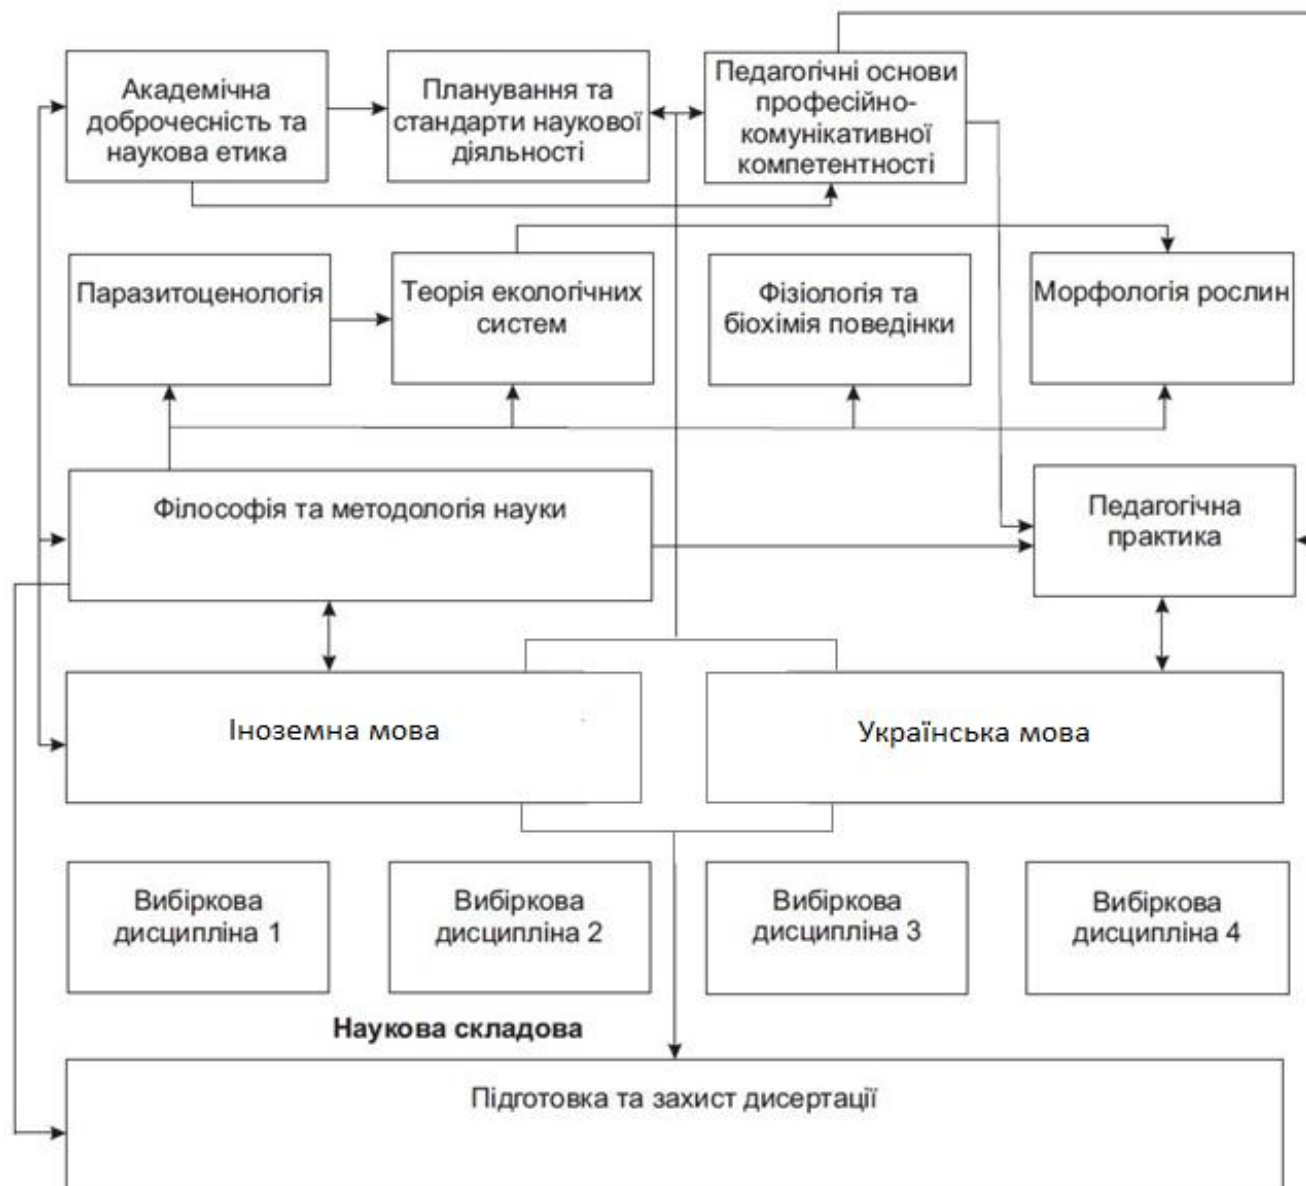 Академічна
доброчесність та
наукова етика
Планування та
стандарти наукової
діяльності
Педагогічні основи
професійно-
комунікативної
компетентності
Паразитоценологія
Теорія екологічних
систем
Фізіологія та
біохімія поведінки
Морфологія рослин
Філософія та методологія науки
Педагогічна
практика
Іноземна мова
Українська мова
Вибіркова
дисципліна 1
Вибіркова
дисципліна 2
Вибіркова
дисципліна 3
Вибіркова
дисципліна 4
Наукова складова
Підготовка та захист дисертації